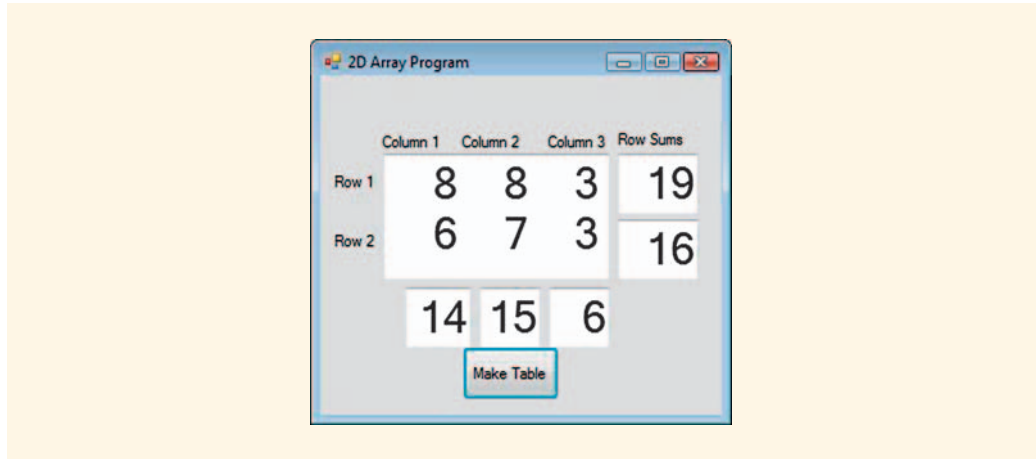 2D Array Program
Column 1 Column 2 Column 3 Row Sums
Row 1 8 8 3 19
Row 2 6 7 3 16
14 15 6
Make Table